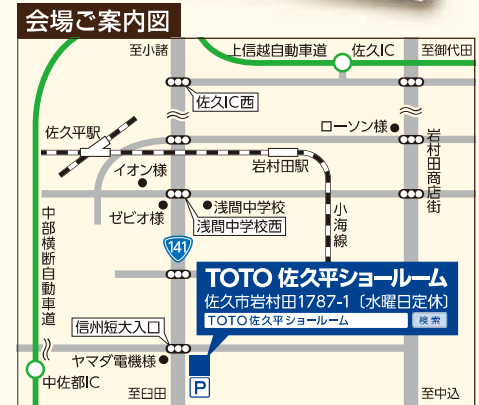 会場ご案内図
至小諸
上信越自動車道
佐久IC
至御代田
佐久IC西
佐久平駅
ローソン様
岩村田商店街
イオン様
岩村田駅
ゼビオ様
浅間中学校
浅間中学校西
小海線
中部横断自動車道
141
TOTO 佐久平ショールーム
佐久市岩村田1787-1〔水曜日定休〕
TOTO 佐久平ショールーム 検索
信州短大入口
ヤマダ電機様
P
中佐都IC
至臼田
至中込